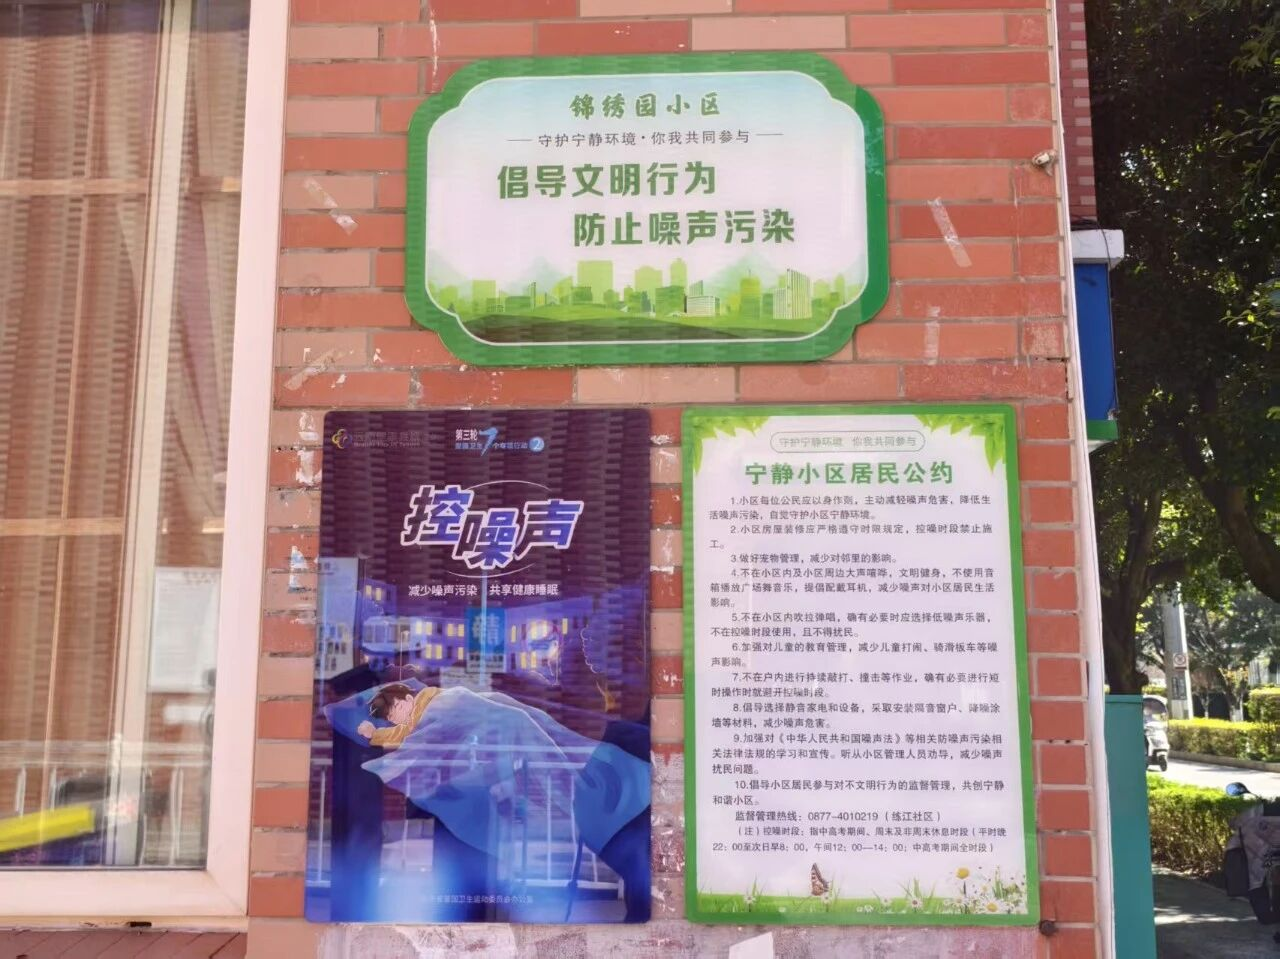 锦绣园小区
守护宁静环境·你我共同参与
倡导文明行为
防止噪声污染
第三轮
爱国卫生7个专项行动2
控噪声
减少噪声污染 共享健康睡眠
守护宁静环境 你我共同参与
宁静小区居民公约
1.小区每位公民应以身作则，主动减轻噪声危害，降低生
活噪声污染，自觉守护小区宁静环境。
2.小区房屋装修应严格遵守时限规定，控噪时段禁止施
工。
3.做好宠物管理，减少对邻里的影响。
4.不在小区内及小区周边大声喧哗，文明健身，不使用音
箱播放广场舞音乐，提倡配戴耳机，减少噪声对小区居民生活
影响。
5.不在小区内吹拉弹唱，确有必要时应选择低噪声乐器，
不在控噪时段使用，且不得扰民。
6.加强对儿童的教育管理，减少儿童打闹、骑滑板车等噪
声影响。
7.不在户内进行持续敲打、撞击等作业，确有必要进行短
时操作时就避开控噪时段。
8.倡导选择静音家电和设备，采取安装隔音窗户、降噪涂
墙等材料，减少噪声危害。
9.加强对《中华人民共和国噪声法》等相关防噪声污染相
关法律法规的学习和宣传。听从小区管理人员劝导，减少噪声
扰民问题。
10.倡导小区居民参与对不文明行为的监督管理，共创宁静
和谐小区。
监督管理热线：0877-4010219（练江社区）
（注）控噪时段：指中高考期间、周末及非周末休息时段（平时晚
22：00至次日早8：00，午间12：00—14：00；中高考期间全时段）